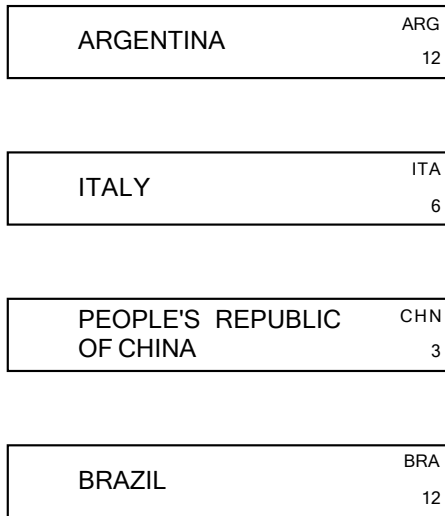 ARGENTINA
ARG
12
ITALY
ITA
6
PEOPLE'S REPUBLIC
OF CHINA
CHN
3
BRAZIL
BRA
12